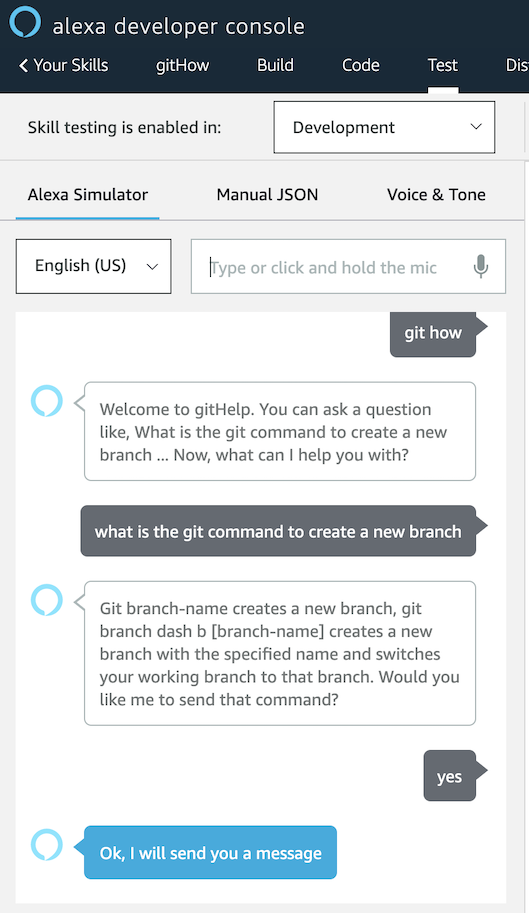 alexa developer console
Your Skills gitHow Build Code Test Dis
Skill testing is enabled in: Development
Alexa Simulator Manual JSON Voice & Tone
English (US) Type or click and hold the mic
git how
Welcome to gitHelp. You can ask a question
like, What is the git command to create a new
branch ... Now, what can I help you with?
what is the git command to create a new branch
Git branch-name creates a new branch, git
branch dash b [branch-name] creates a new
branch with the specified name and switches
your working branch to that branch. Would you
like me to send that command?
yes
Ok, I will send you a message